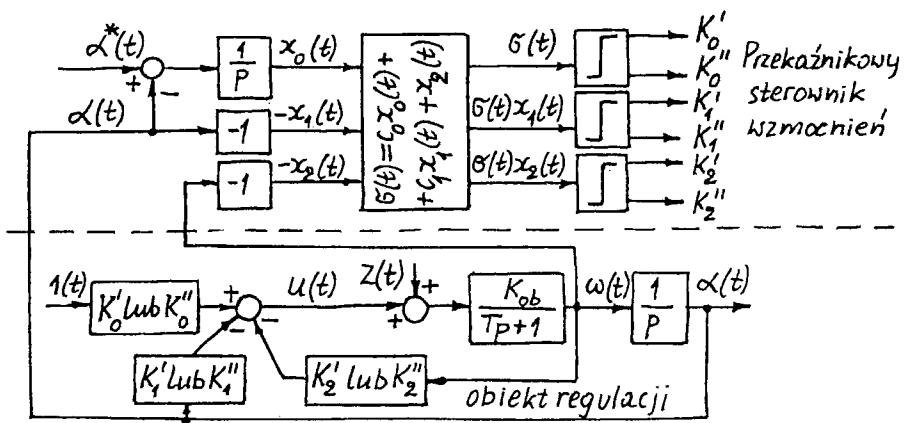 α*(t)
+
−
1/P
x₀(t)
α(t)
-1
-x₁(t)
-1
-x₂(t)
б(t)=C₀x₀(t)+
+C₁x₁(t)+x₂(t)
б(t)
б(t)x₁(t)
б(t)x₂(t)
K₀'
K₀''
K₁'
K₁''
K₂'
K₂''
Przekaźnikowy
sterownik
wzmocnień
1(t)
K₀' lub K₀''
+
−
−
u(t)
Z(t)
+
+
K_ob
Tp+1
ω(t)
1/P
α(t)
K₁' lub K₁''
K₂' lub K₂''
obiekt regulacji